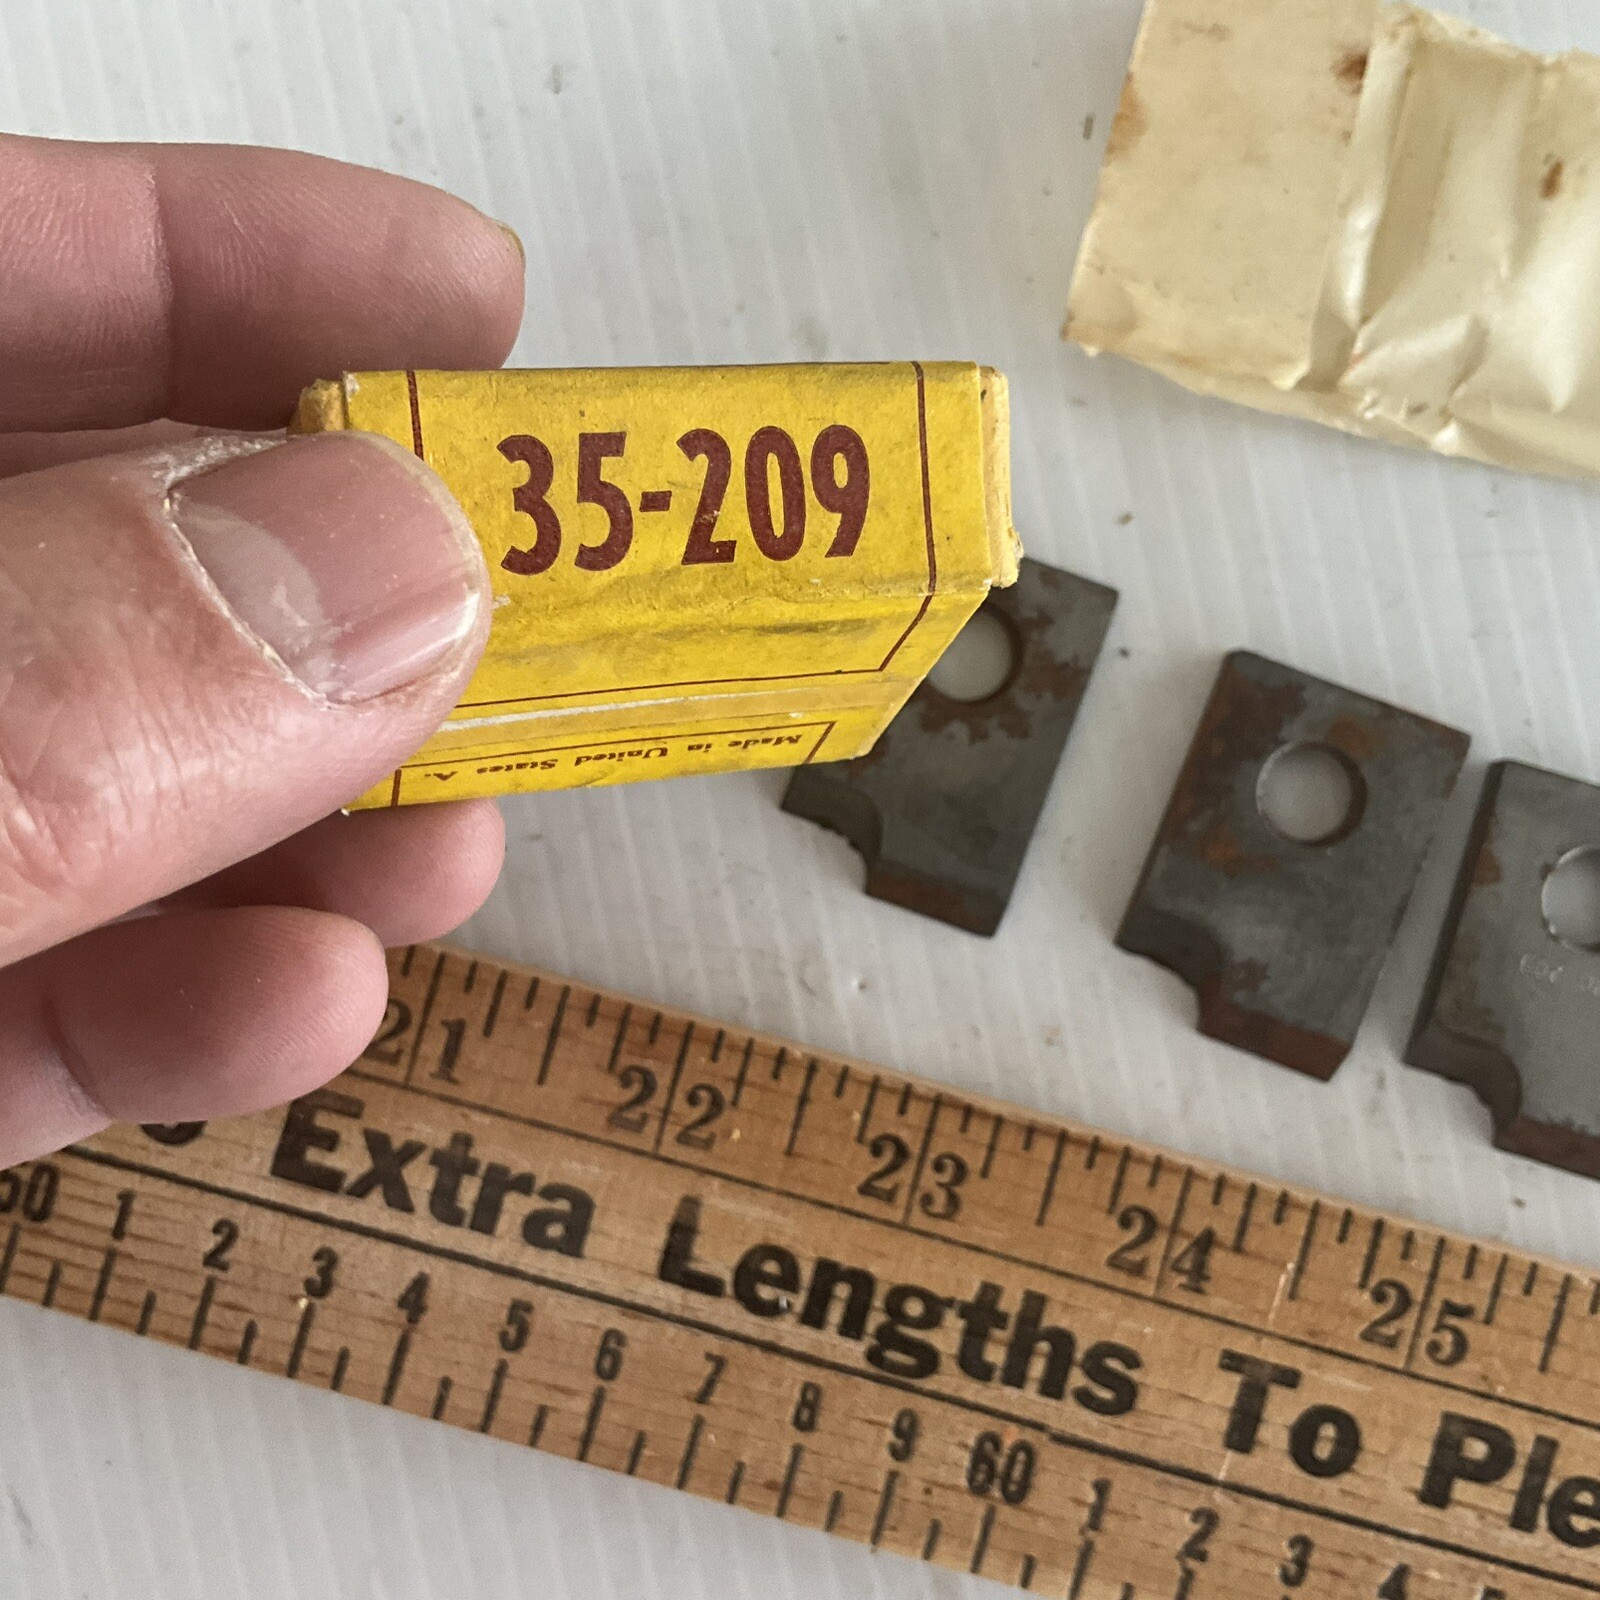 35-209
Made in United States A.
21 22 23 24 25
Extra Lengths To Ple
50 1 2 3 4 5 6 7 8 9 60 1 2 3 4 5